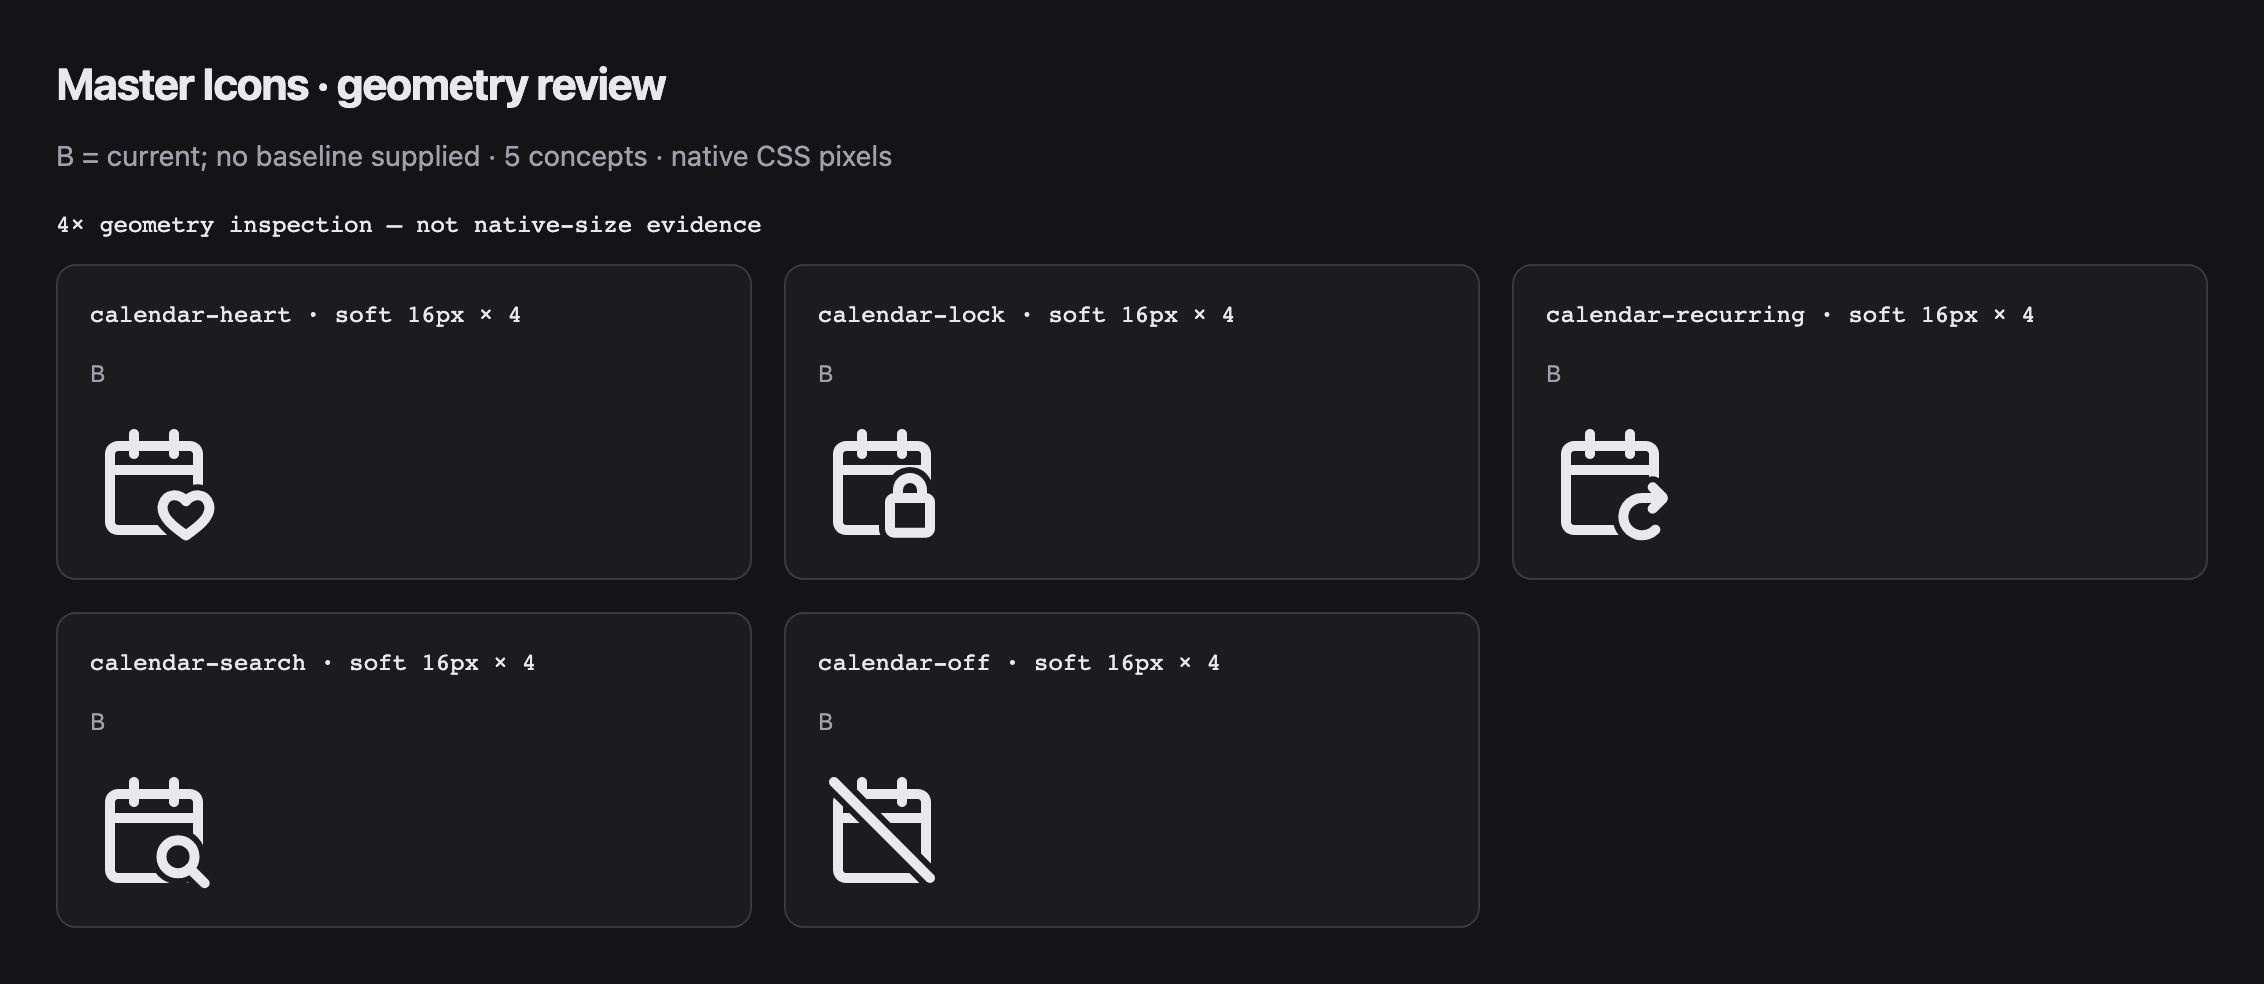 Master Icons · geometry review
B = current; no baseline supplied · 5 concepts · native CSS pixels
4× geometry inspection — not native-size evidence
calendar-heart · soft 16px × 4
B
calendar-lock · soft 16px × 4
B
calendar-recurring · soft 16px × 4
B
calendar-search · soft 16px × 4
B
calendar-off · soft 16px × 4
B